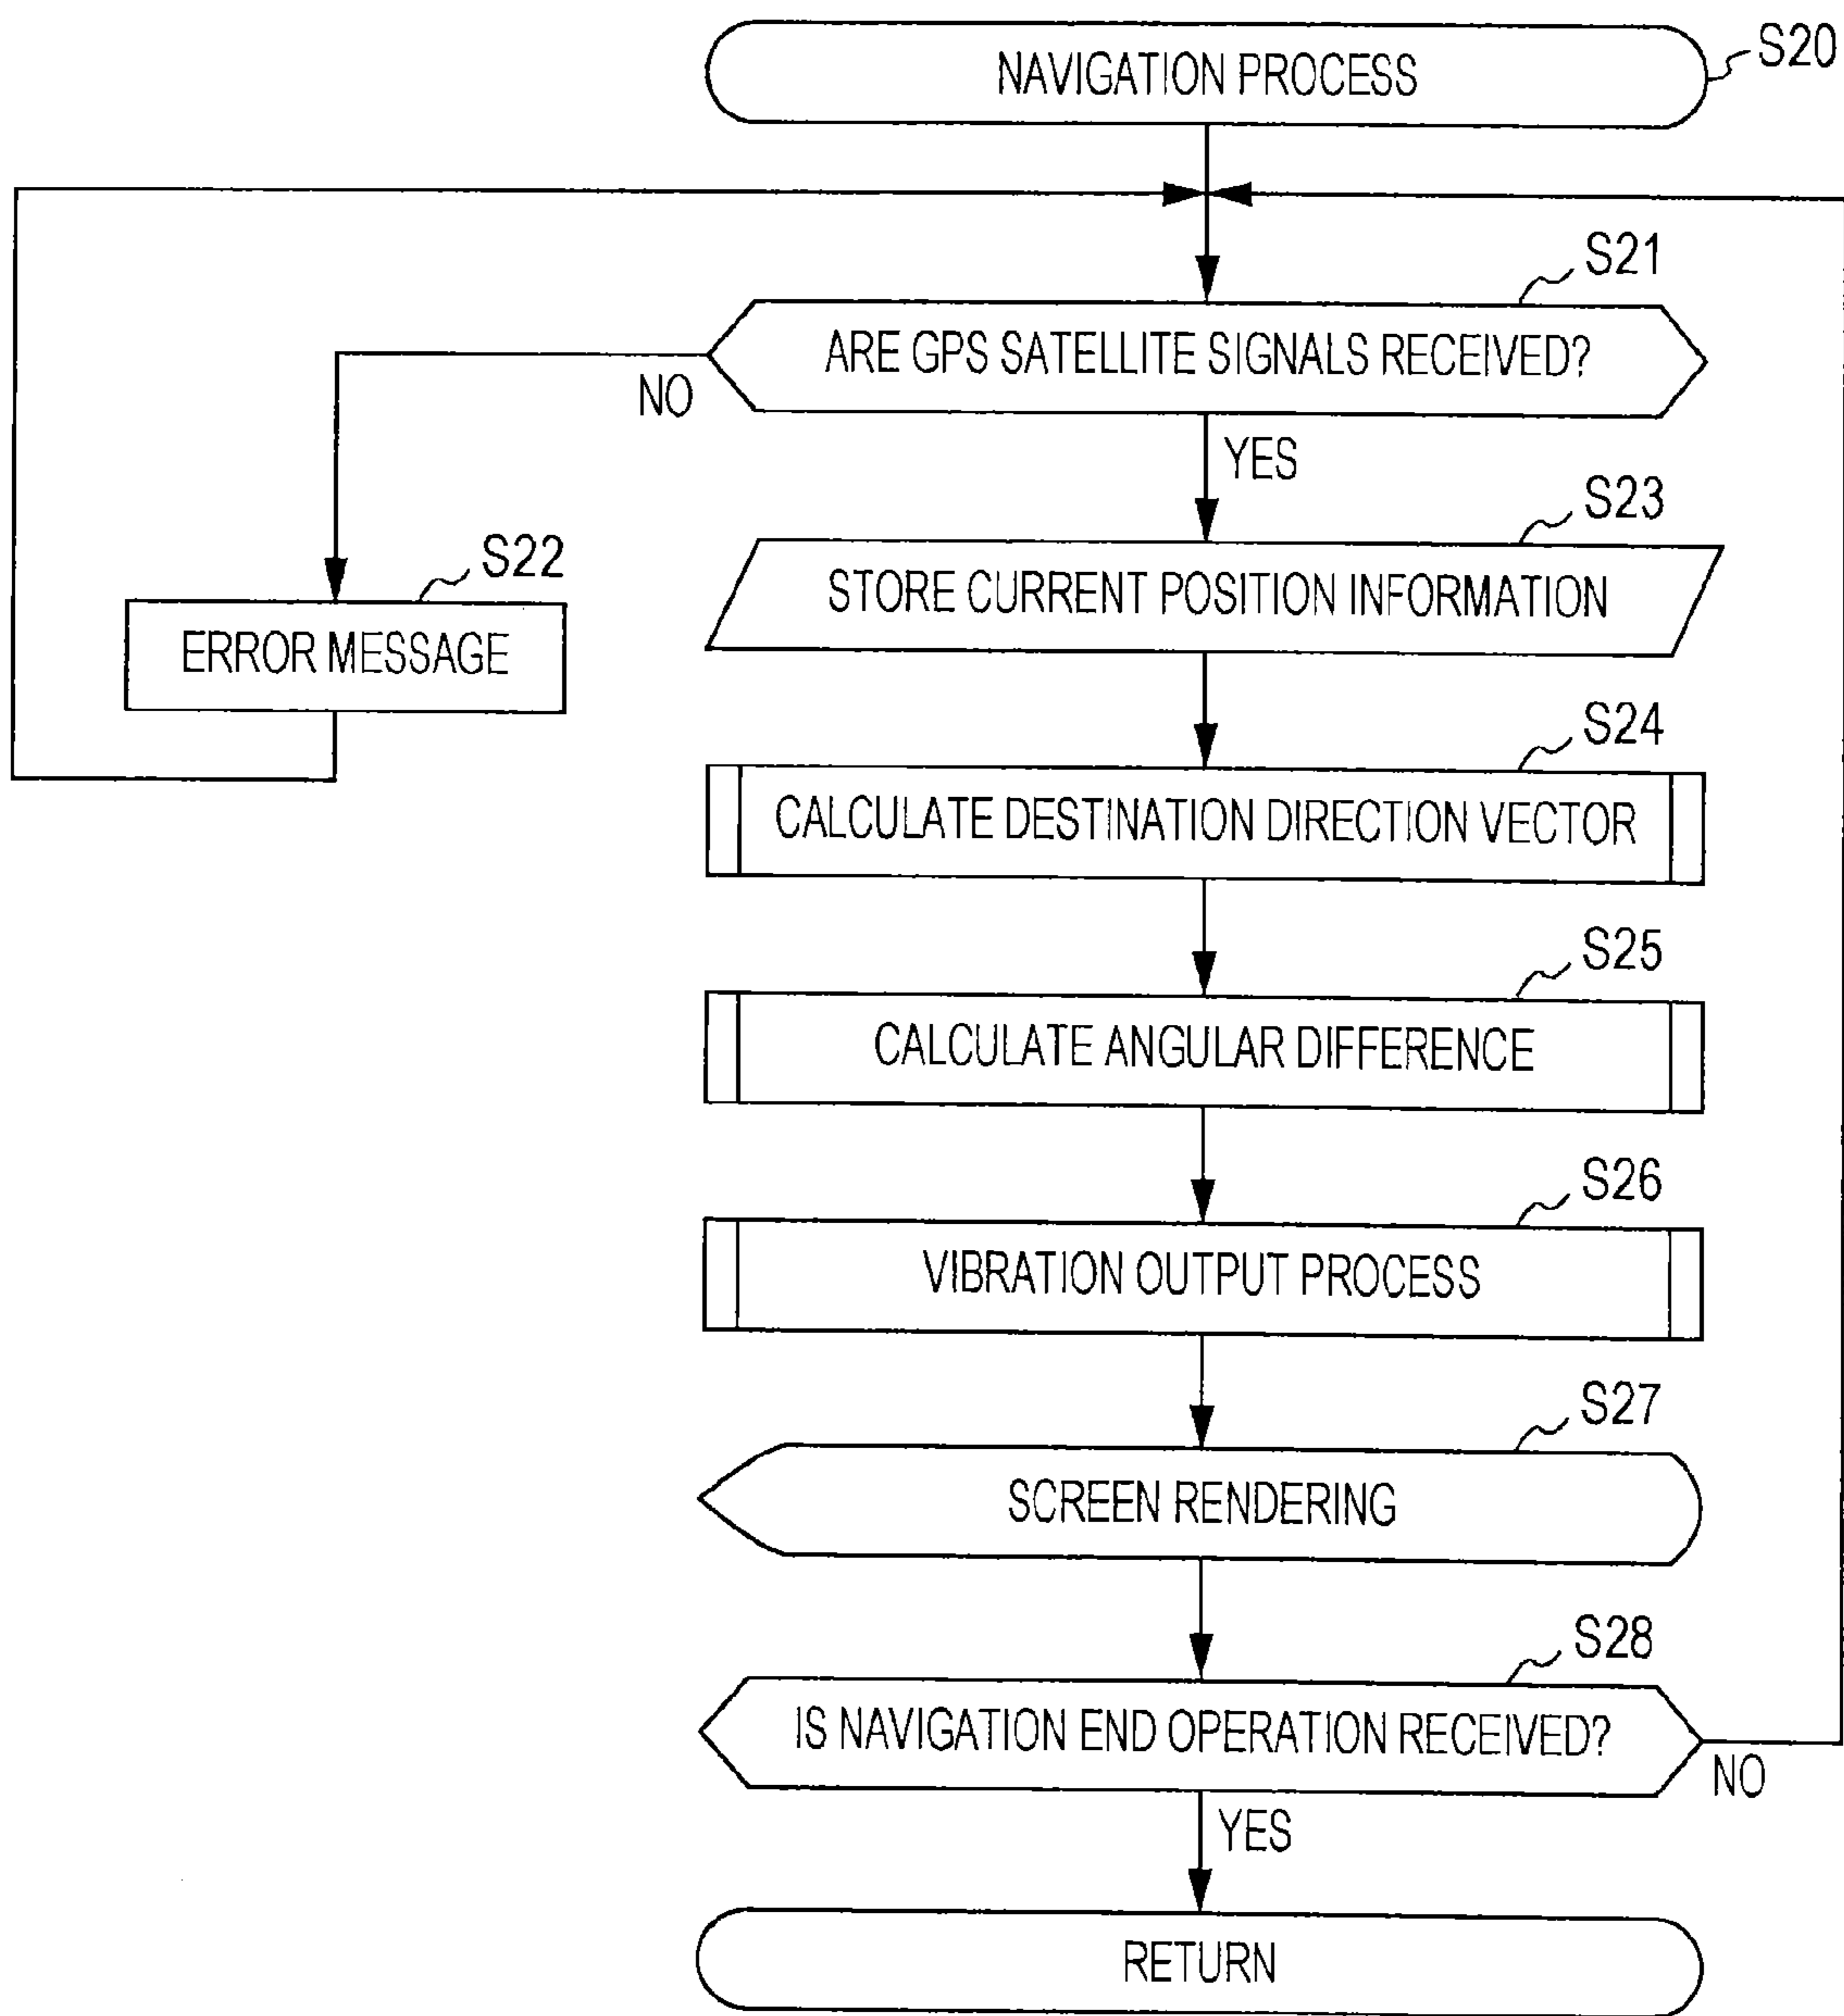 NAVIGATION PROCESS
S20
S21
ARE GPS SATELLITE SIGNALS RECEIVED?
NO
YES
S23
STORE CURRENT POSITION INFORMATION
S22
ERROR MESSAGE
S24
CALCULATE DESTINATION DIRECTION VECTOR
S25
CALCULATE ANGULAR DIFFERENCE
S26
VIBRATION OUTPUT PROCESS
S27
SCREEN RENDERING
S28
IS NAVIGATION END OPERATION RECEIVED?
NO
YES
RETURN